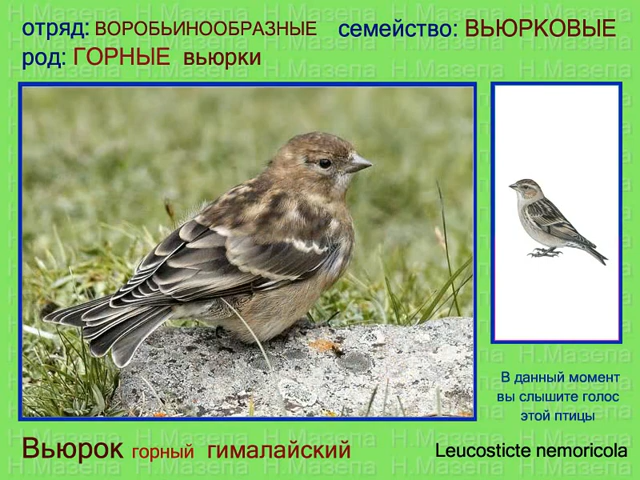 отряд: ВОРОБЬИНООБРАЗНЫЕ семейство: ВЬЮРКОВЫЕ
род: ГОРНЫЕ вьюрки
В данный момент
вы слышите голос
этой птицы
Вьюрок горный гималайский
Leucosticte nemoricola
Н.Мазепа